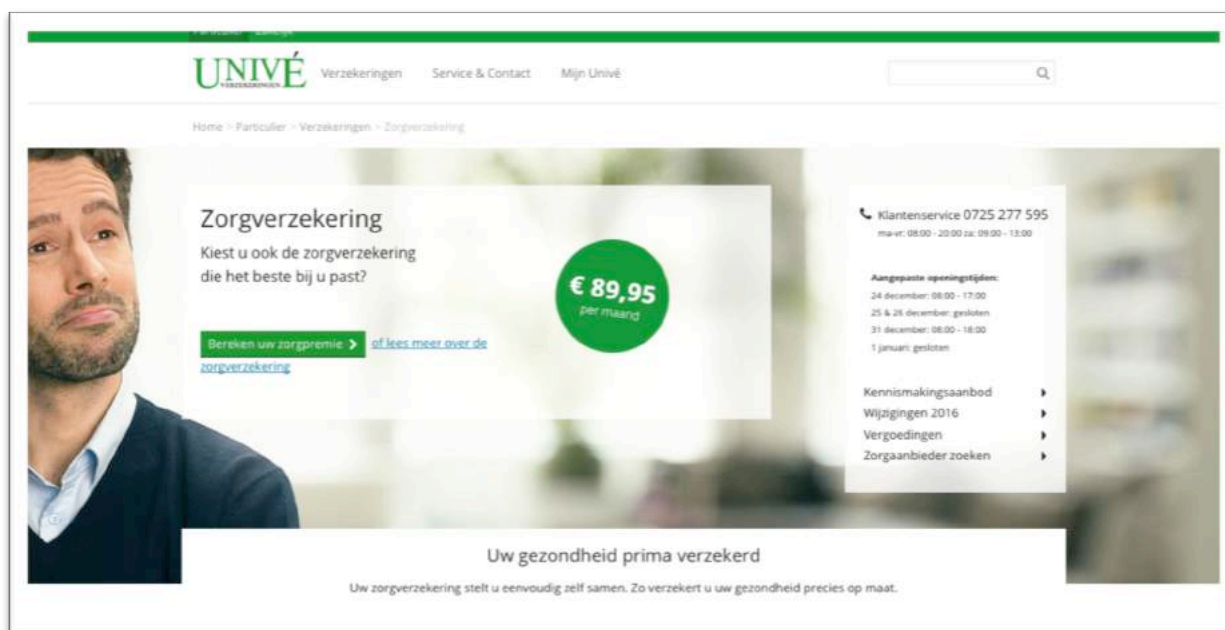 Particulier Zakelijk
UNIVÉ
VERZEKERINGEN
Verzekeringen Service & Contact Mijn Univé
Home > Particulier > Verzekeringen > Zorgverzekering
Zorgverzekering
Kiest u ook de zorgverzekering
die het beste bij u past?
€ 89,95
per maand
Bereken uw zorgpremie of lees meer over de
zorgverzekering
Klantenservice 0725 277 595
ma-vr: 08:00 - 20:00 za: 09:00 - 13:00
Aangepaste openingstijden:
24 december: 08:00 - 17:00
25 & 26 december: gesloten
31 december: 08:00 - 18:00
1 januari: gesloten
Kennismakingsaanbod
Wijzigingen 2016
Vergoedingen
Zorgaanbieder zoeken
Uw gezondheid prima verzekerd
Uw zorgverzekering stelt u eenvoudig zelf samen. Zo verzekert u uw gezondheid precies op maat.